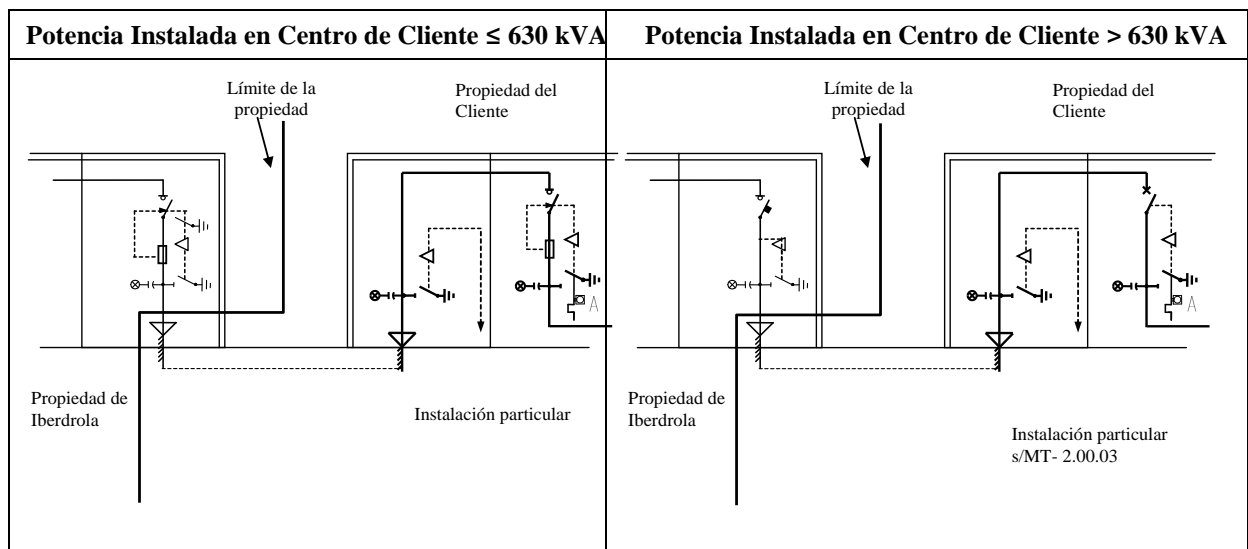 Potencia Instalada en Centro de Cliente ≤ 630 kVA
Límite de la
propiedad
Propiedad del
Cliente
A
Propiedad de
Iberdrola
Instalación particular
Potencia Instalada en Centro de Cliente > 630 kVA
Límite de la
propiedad
Propiedad del
Cliente
A
Propiedad de
Iberdrola
Instalación particular
s/MT- 2.00.03